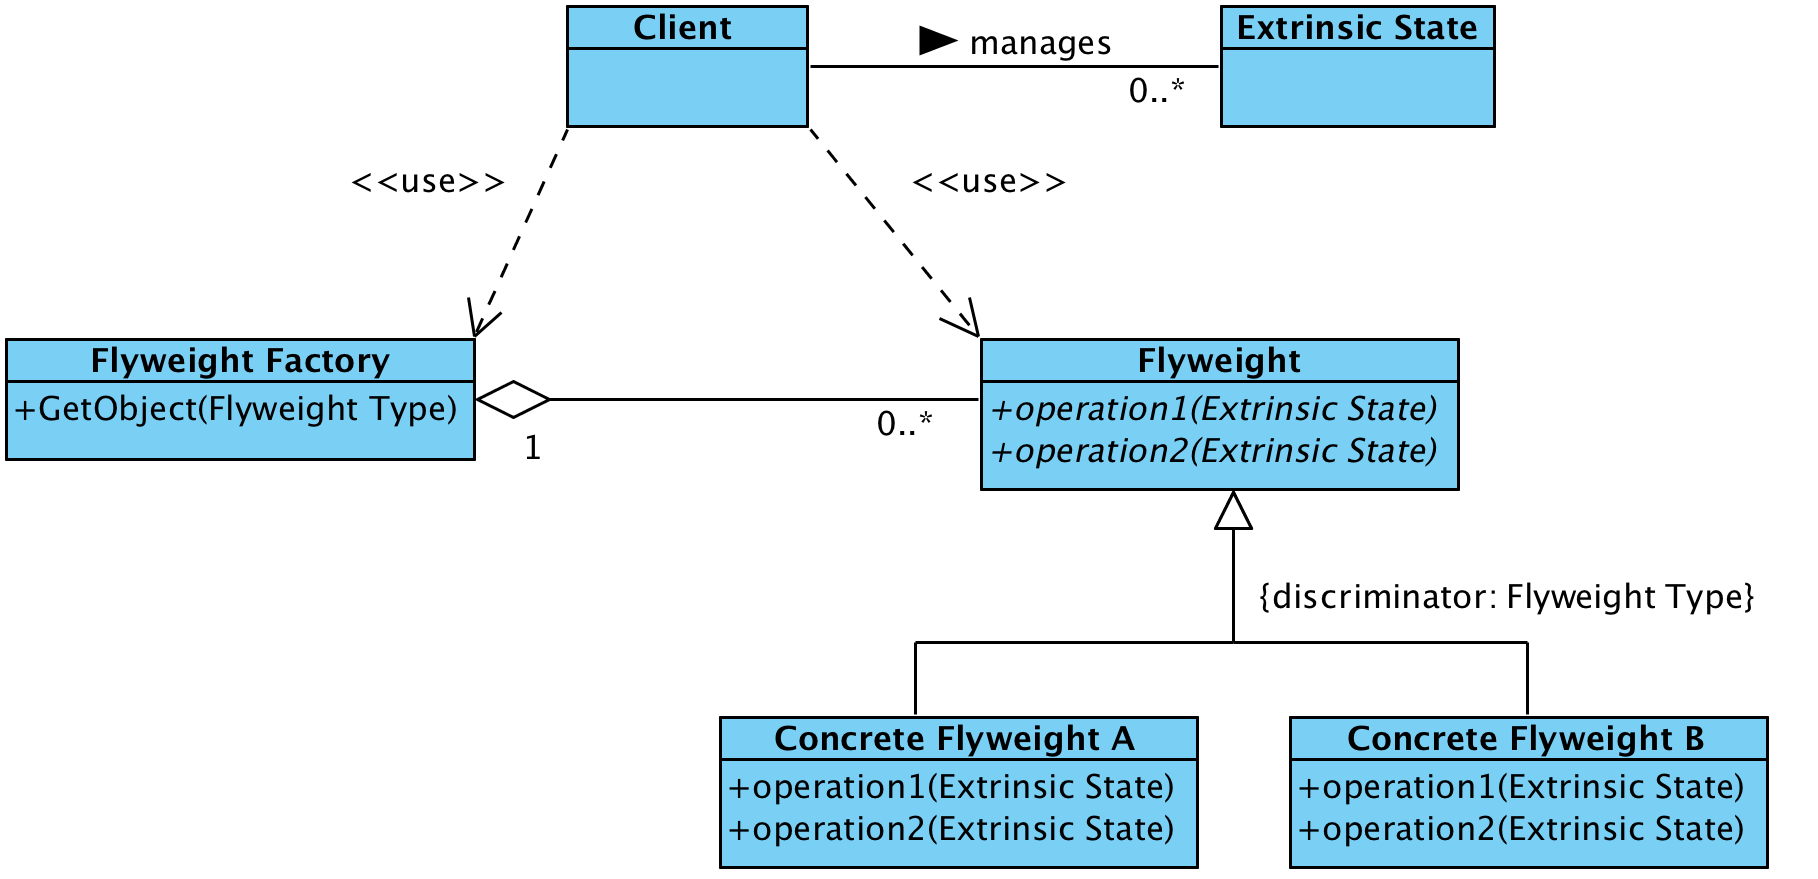 Client
Extrinsic State
manages
0..*
<<use>>
<<use>>
Flyweight Factory
+GetObject(Flyweight Type)
1
0..*
Flyweight
+operation1(Extrinsic State)
+operation2(Extrinsic State)
{discriminator: Flyweight Type}
Concrete Flyweight A
+operation1(Extrinsic State)
+operation2(Extrinsic State)
Concrete Flyweight B
+operation1(Extrinsic State)
+operation2(Extrinsic State)